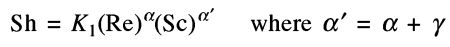 Sh = K₁(Re)^α(Sc)^α′ where α′ = α + γ